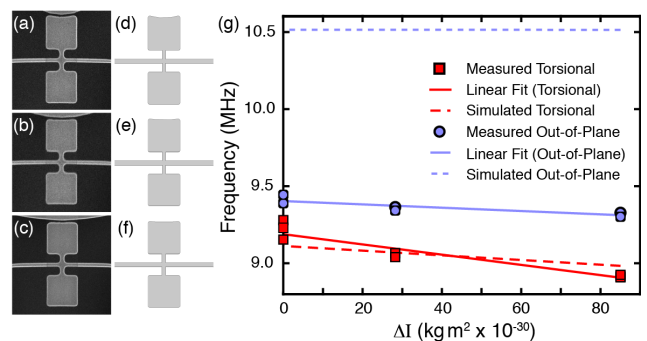 (a)
(d)
(g)
(b)
(e)
(c)
(f)
Frequency (MHz)
10.5
10.0
9.5
9.0
Measured Torsional
Linear Fit (Torsional)
Simulated Torsional
Measured Out-of-Plane
Linear Fit (Out-of-Plane)
Simulated Out-of-Plane
0 20 40 60 80
ΔI (kg m² x 10⁻³⁰)